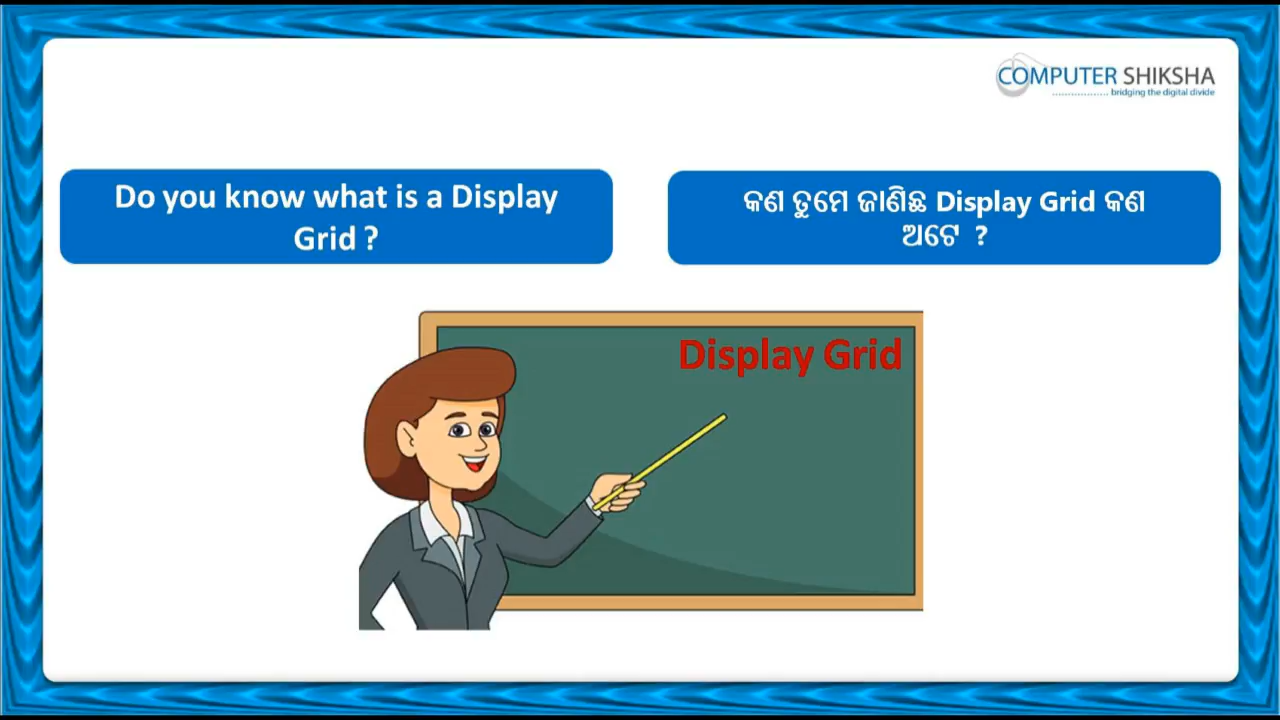 COMPUTER SHIKSHA
.................. bridging the digital divide
Do you know what is a Display
Grid ?
କଣ ତୁମେ ଜାଣିଛ Display Grid କଣ
ଅଟେ ?
Display Grid